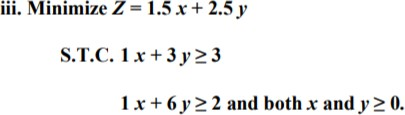 iii. Minimize Z = 1.5 x + 2.5 y
S.T.C. 1 x + 3 y ≥ 3
1 x + 6 y ≥ 2 and both x and y ≥ 0.